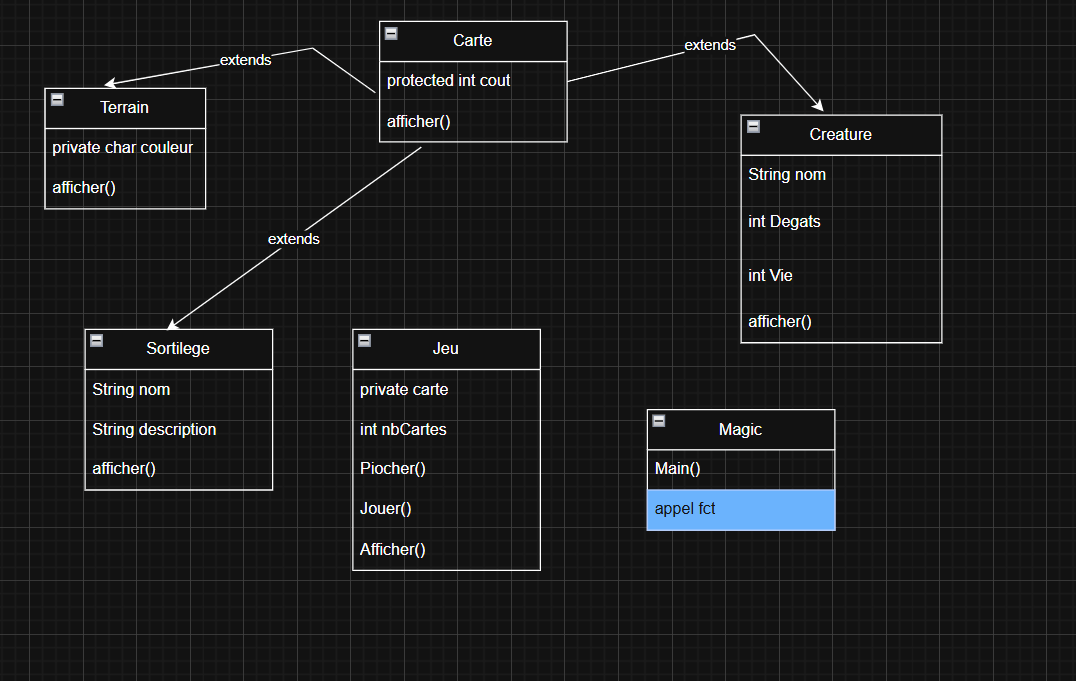 Carte
protected int cout
afficher()
extends
extends
extends
Terrain
private char couleur
afficher()
Creature
String nom
int Degats
int Vie
afficher()
Sortilege
String nom
String description
afficher()
Jeu
private carte
int nbCartes
Piocher()
Jouer()
Afficher()
Magic
Main()
appel fct